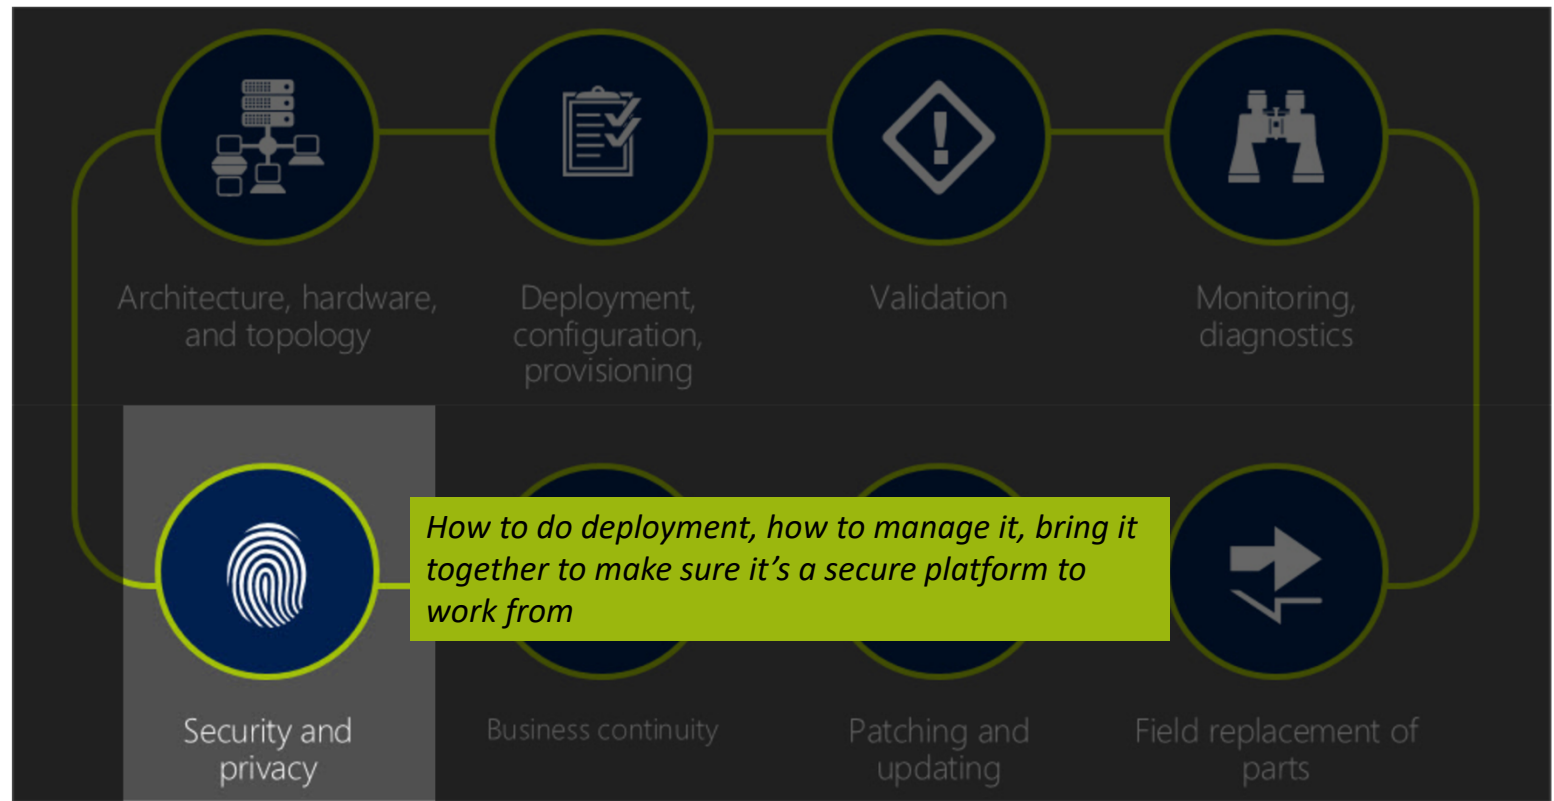 Architecture, hardware,
and topology
Deployment,
configuration,
provisioning
Validation
Monitoring,
diagnostics
How to do deployment, how to manage it, bring it
together to make sure it’s a secure platform to
work from
Security and
privacy
Business continuity
Patching and
updating
Field replacement of
parts